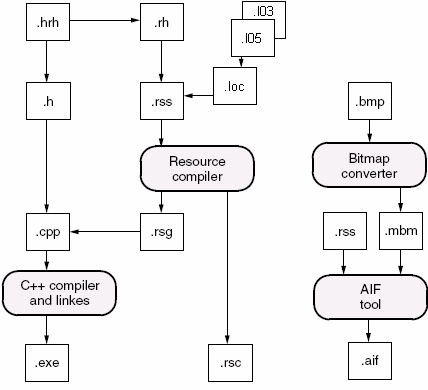 .l03
.hrh
.rh
.l05
.loc
.h
.rss
.bmp
Resource
compiler
Bitmap
converter
.cpp
.rsg
.rss
.mbm
C++ compiler
and linkes
AIF
tool
.exe
.rsc
.aif